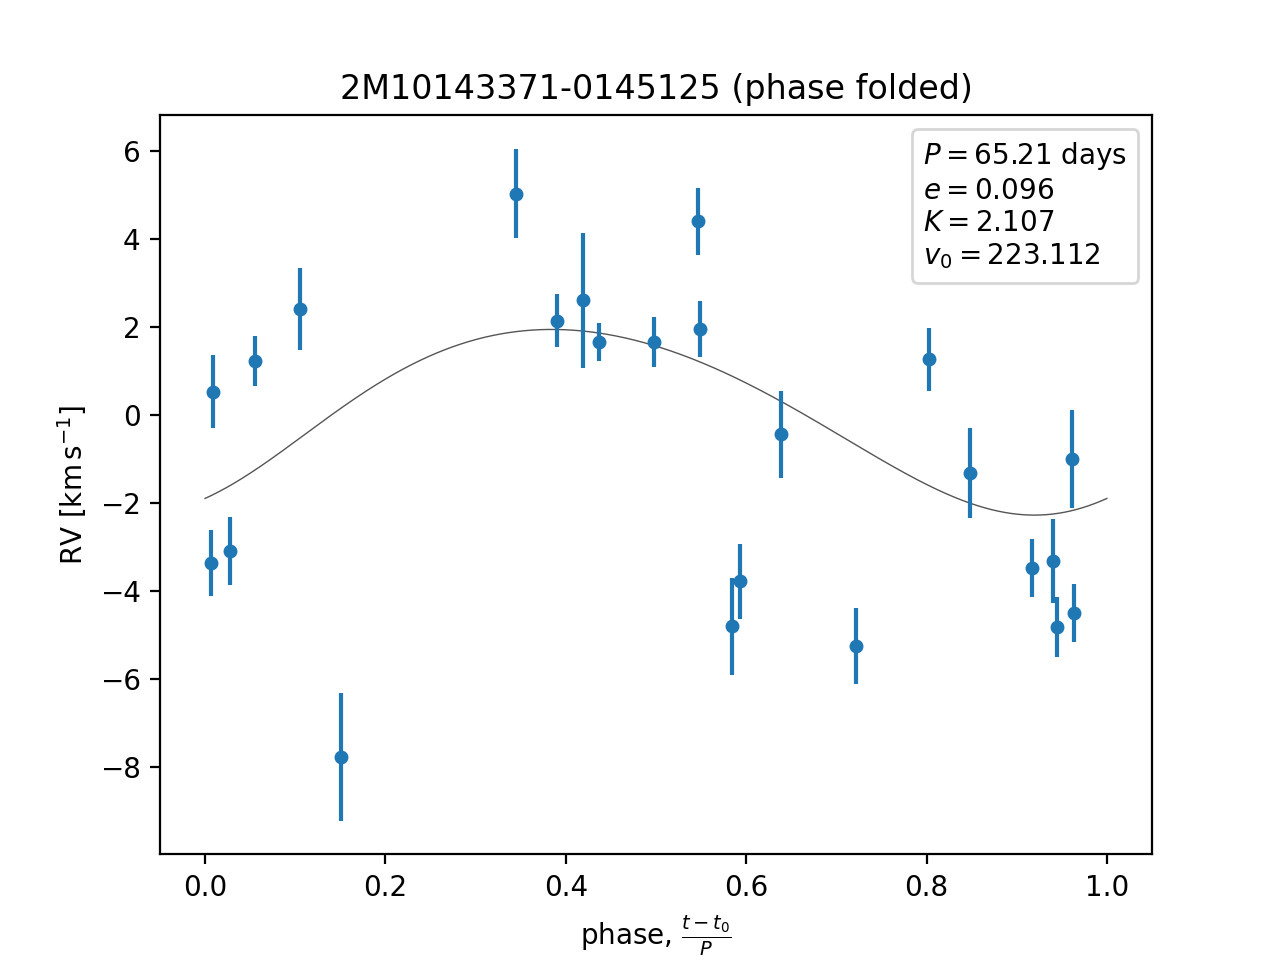 2M10143371-0145125 (phase folded)
P = 65.21 days
e = 0.096
K = 2.107
v₀ = 223.112
RV [km s⁻¹]
6
4
2
0
−2
−4
−6
−8
0.0 0.2 0.4 0.6 0.8 1.0
phase, (t − t₀)/P